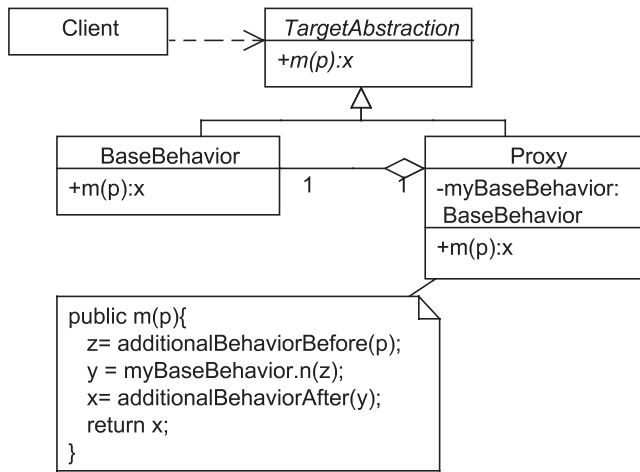 Client
TargetAbstraction
+m(p):x
BaseBehavior
+m(p):x
1
1
Proxy
-myBaseBehavior:
BaseBehavior
+m(p):x
public m(p){
z= additionalBehaviorBefore(p);
y = myBaseBehavior.n(z);
x= additionalBehaviorAfter(y);
return x;
}